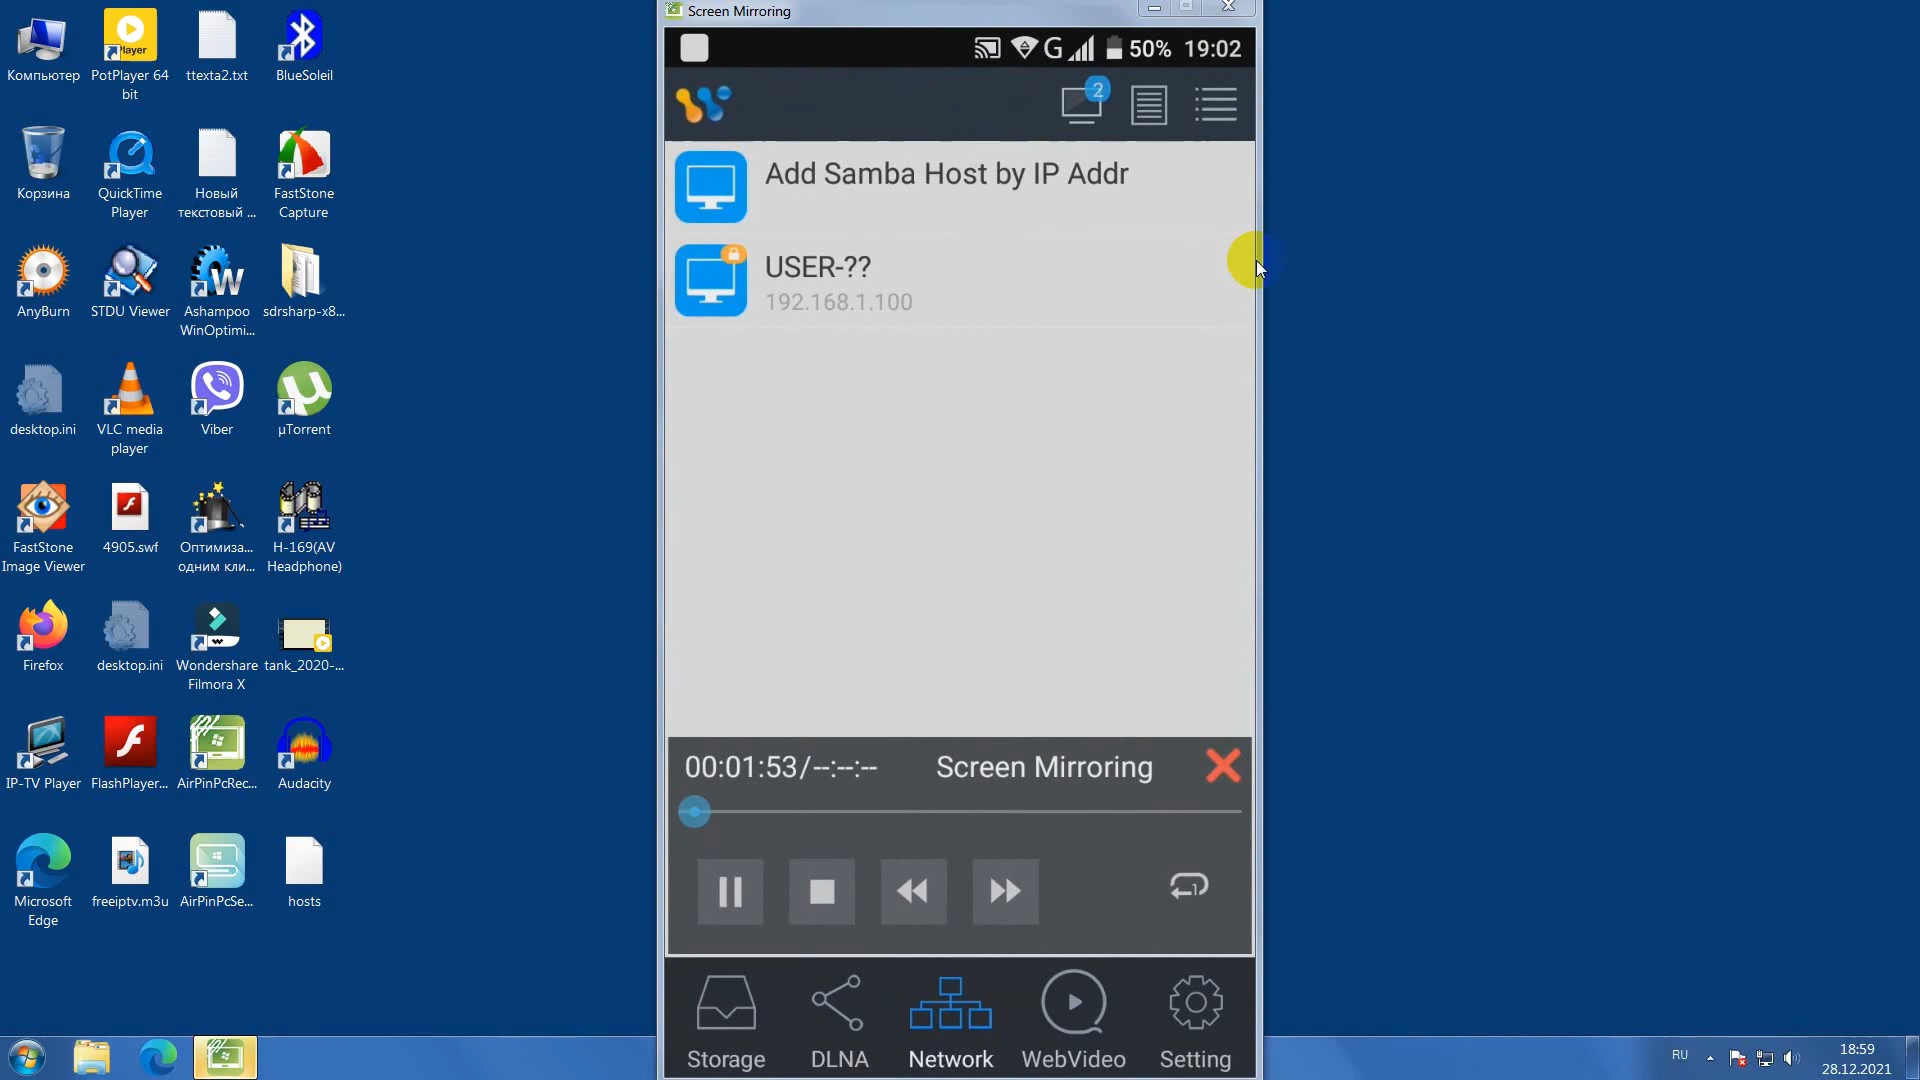 Компьютер
PotPlayer 64
bit
ttexta2.txt
BlueSoleil
Корзина
QuickTime
Player
Новый
текстовый ...
FastStone
Capture
AnyBurn
STDU Viewer
Ashampoo
WinOptimi...
sdrsharp-x8...
desktop.ini
VLC media
player
Viber
µTorrent
FastStone
Image Viewer
4905.swf
Оптимиза...
одним кли...
H-169(AV
Headphone)
Firefox
desktop.ini
Wondershare
Filmora X
tank_2020-...
IP-TV Player
FlashPlayer...
AirPinPcRec...
Audacity
Microsoft
Edge
freeiptv.m3u
AirPinPcSe...
hosts
Screen Mirroring
G 50% 19:02
2
Add Samba Host by IP Addr
USER-??
192.168.1.100
00:01:53/--:--:-- Screen Mirroring
1
Storage DLNA Network WebVideo Setting
RU
18:59
28.12.2021